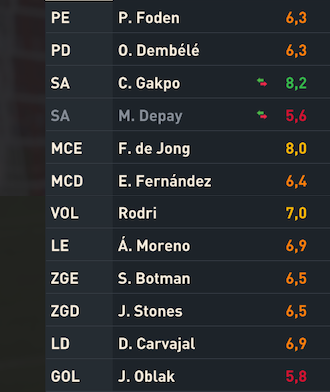 PE P. Foden 6,3
PD O. Dembélé 6,3
SA C. Gakpo 8,2
SA M. Depay 5,6
MCE F. de Jong 8,0
MCD E. Fernández 6,4
VOL Rodri 7,0
LE Á. Moreno 6,9
ZGE S. Botman 6,5
ZGD J. Stones 6,5
LD D. Carvajal 6,9
GOL J. Oblak 5,8